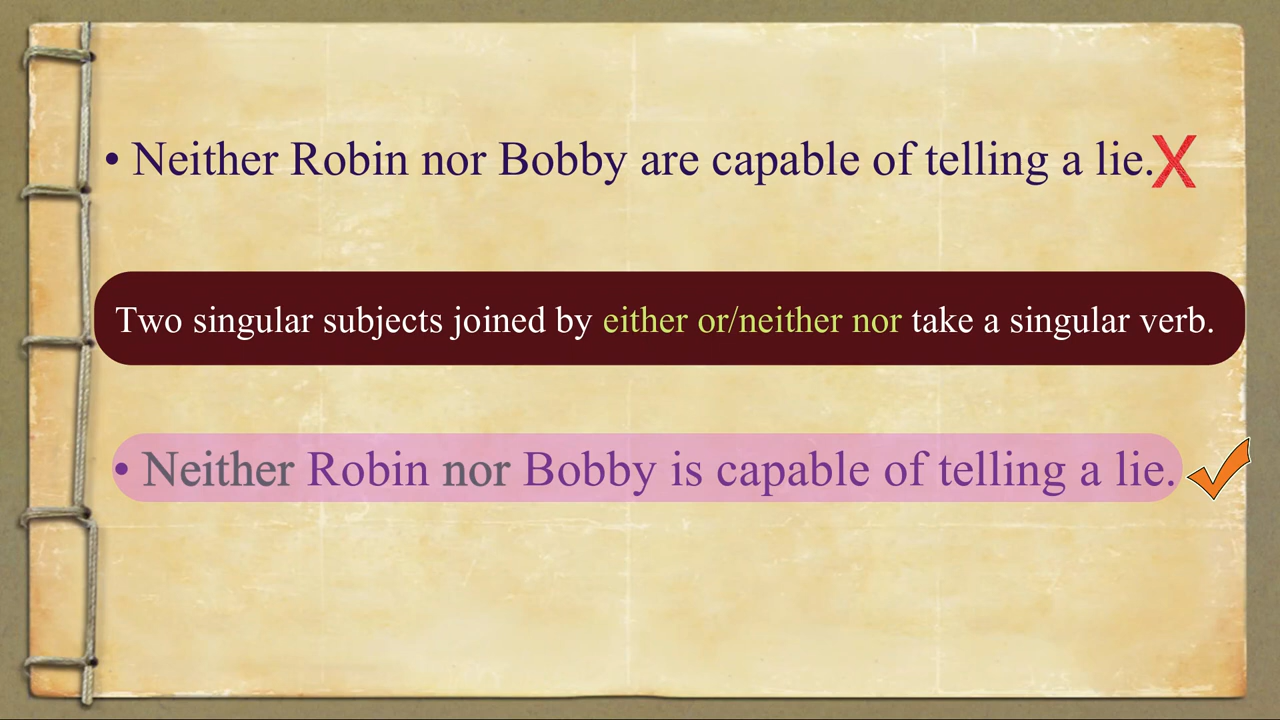 • Neither Robin nor Bobby are capable of telling a lie. X
Two singular subjects joined by either or/neither nor take a singular verb.
• Neither Robin nor Bobby is capable of telling a lie.